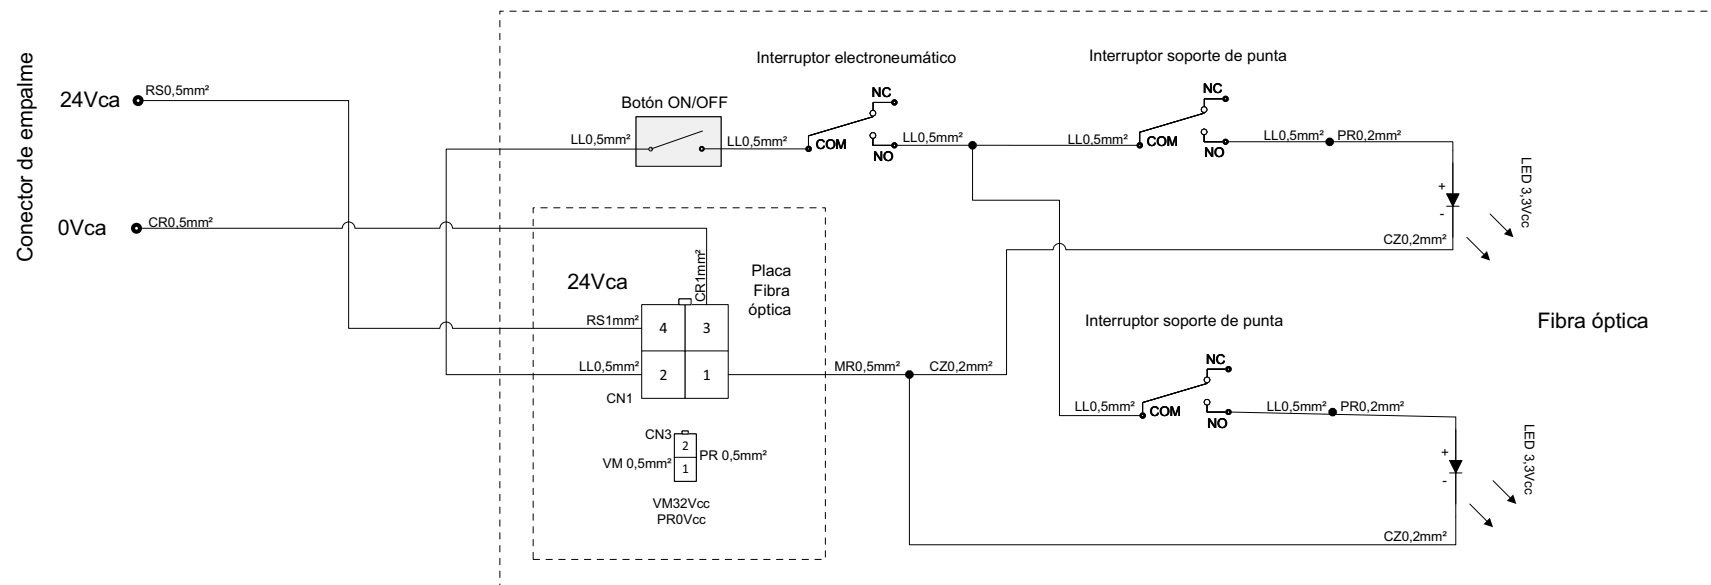 Conector de empalme
24Vca
RS0,5mm²
0Vca
CR0,5mm²
Botón ON/OFF
LL0,5mm²
LL0,5mm²
Interruptor electroneumático
NC
COM
NO
LL0,5mm²
Interruptor soporte de punta
LL0,5mm²
NC
COM
NO
LL0,5mm²
PR0,2mm²
+
-
LED 3,3Vcc
CZ0,2mm²
24Vca
CR1mm²
Placa
Fibra
óptica
RS1mm²
4
3
LL0,5mm²
2
1
CN1
MR0,5mm²
CZ0,2mm²
CN3
2
1
VM 0,5mm²
PR 0,5mm²
VM32Vcc
PR0Vcc
Interruptor soporte de punta
Fibra óptica
LL0,5mm²
NC
COM
NO
LL0,5mm²
PR0,2mm²
+
-
LED 3,3Vcc
CZ0,2mm²